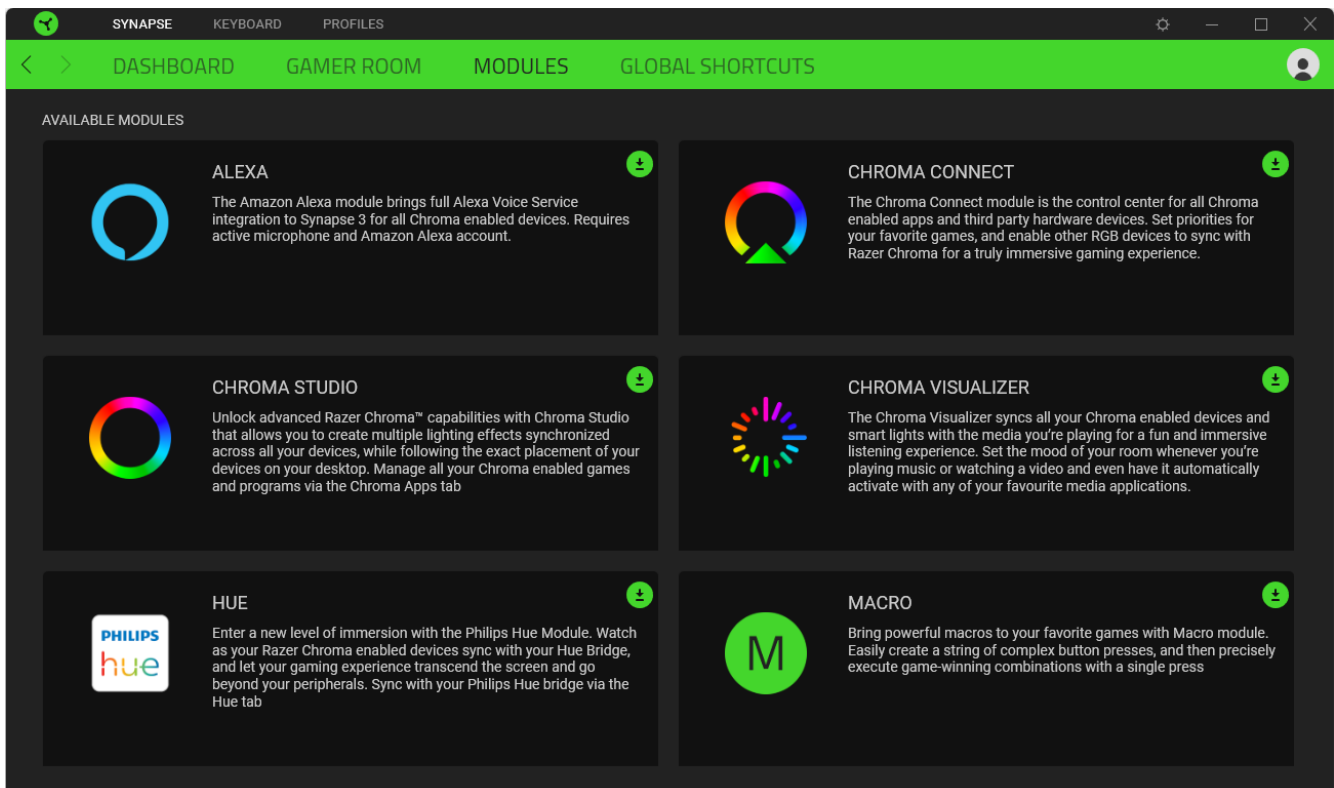 SYNAPSE KEYBOARD PROFILES
DASHBOARD GAMER ROOM MODULES GLOBAL SHORTCUTS
AVAILABLE MODULES
ALEXA
The Amazon Alexa module brings full Alexa Voice Service
integration to Synapse 3 for all Chroma enabled devices. Requires
active microphone and Amazon Alexa account.
CHROMA CONNECT
The Chroma Connect module is the control center for all Chroma
enabled apps and third party hardware devices. Set priorities for
your favorite games, and enable other RGB devices to sync with
Razer Chroma for a truly immersive gaming experience.
CHROMA STUDIO
Unlock advanced Razer Chroma™ capabilities with Chroma Studio
that allows you to create multiple lighting effects synchronized
across all your devices, while following the exact placement of your
devices on your desktop. Manage all your Chroma enabled games
and programs via the Chroma Apps tab
CHROMA VISUALIZER
The Chroma Visualizer syncs all your Chroma enabled devices and
smart lights with the media you’re playing for a fun and immersive
listening experience. Set the mood of your room whenever you’re
playing music or watching a video and even have it automatically
activate with any of your favourite media applications.
PHILIPS
hue
HUE
Enter a new level of immersion with the Philips Hue Module. Watch
as your Razer Chroma enabled devices sync with your Hue Bridge,
and let your gaming experience transcend the screen and go
beyond your peripherals. Sync with your Philips Hue bridge via the
Hue tab
M
MACRO
Bring powerful macros to your favorite games with Macro module.
Easily create a string of complex button presses, and then precisely
execute game-winning combinations with a single press